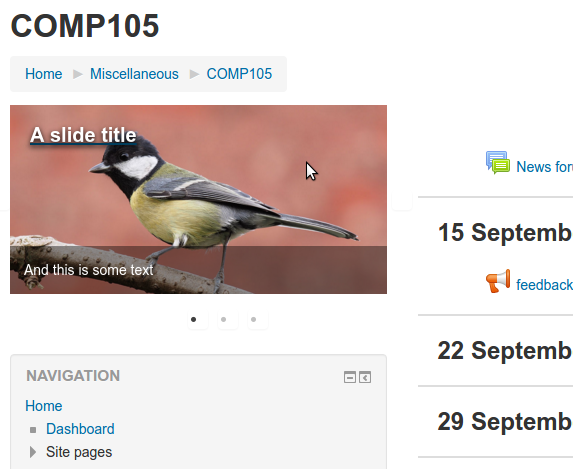 COMP105
Home Miscellaneous COMP105
A slide title
And this is some text
NAVIGATION
Home
Dashboard
Site pages
News foru
15 Septemb
feedback
22 Septemb
29 Septemb